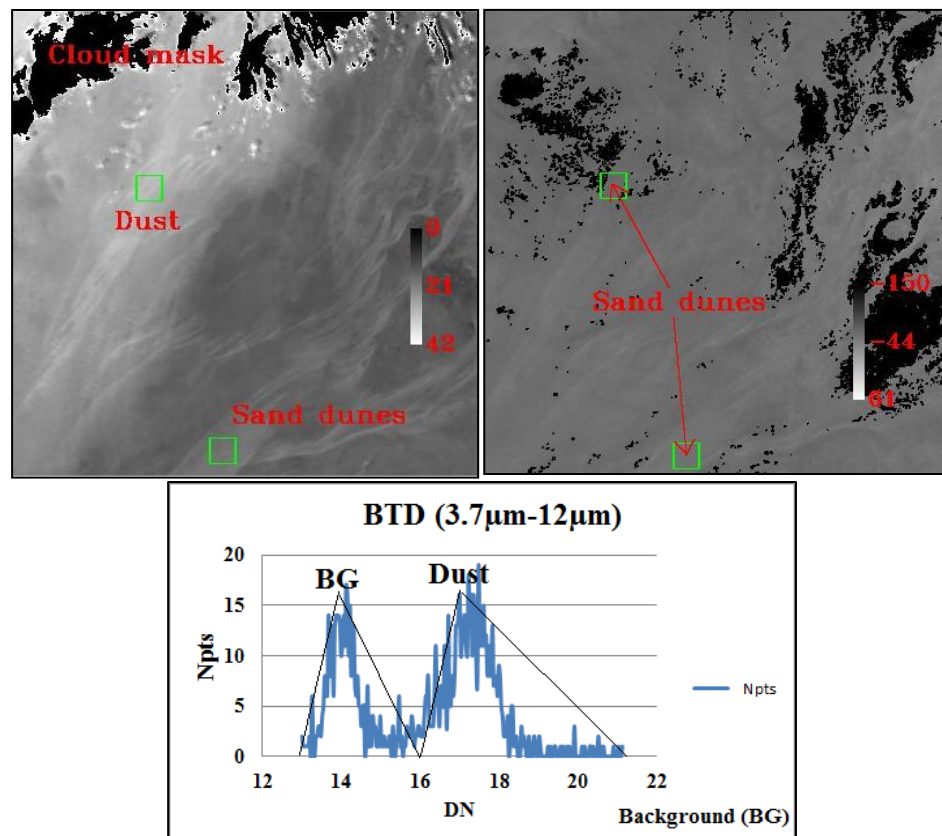 Cloud mask
Dust
0
21
42
Sand dunes
Sand dunes
-150
-44
61
BTD (3.7μm-12μm)
BG
Dust
20
15
10
5
0
Npts
12
14
16
18
20
22
DN
Npts
Background (BG)